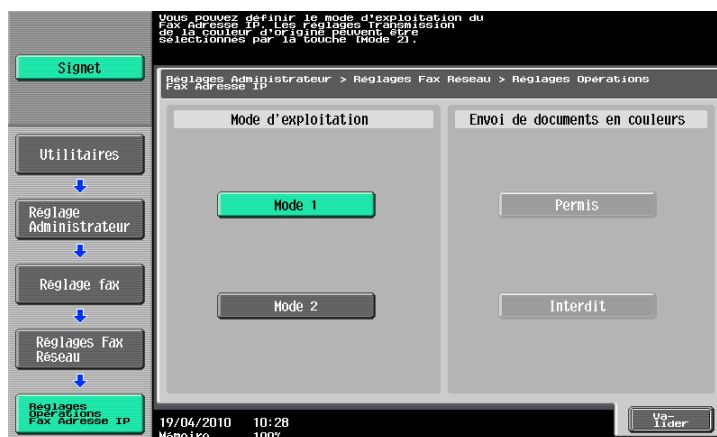 Vous pouvez définir le mode d'exploitation du
Fax Adresse IP. Les réglages Transmission
de la couleur d'origine peuvent être
sélectionnés par la touche [Mode 2].
Signet
Réglages Administrateur > Réglages Fax Réseau > Réglages Opérations
Fax Adresse IP
Mode d'exploitation
Envoi de documents en couleurs
Utilitaires
Mode 1
Permis
Réglage
Administrateur
Réglage fax
Mode 2
Interdit
Réglages Fax
Réseau
Réglages
Opérations
Fax Adresse IP
19/04/2010 10:28
Mémoire 100%
Va-
lider